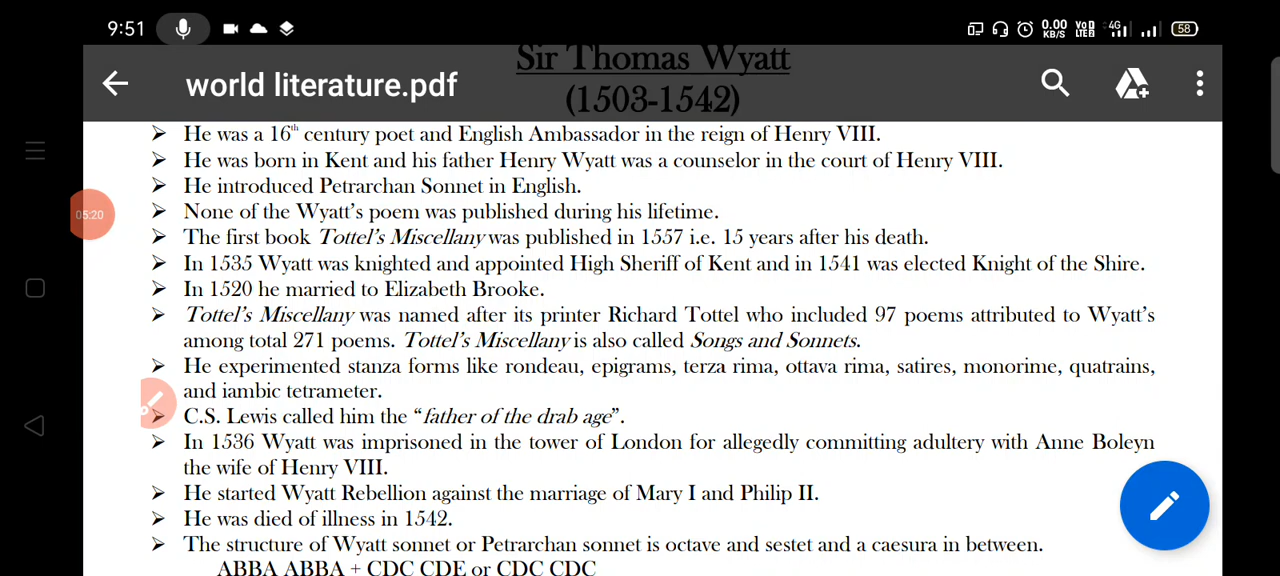 9:51
0.00 KB/S VoD LTE 4G 58
Sir Thomas Wyatt
world literature.pdf
(1503-1542)
➢ He was a 16th century poet and English Ambassador in the reign of Henry VIII.
➢ He was born in Kent and his father Henry Wyatt was a counselor in the court of Henry VIII.
➢ He introduced Petrarchan Sonnet in English.
05:20
➢ None of the Wyatt's poem was published during his lifetime.
➢ The first book Tottel's Miscellany was published in 1557 i.e. 15 years after his death.
➢ In 1535 Wyatt was knighted and appointed High Sheriff of Kent and in 1541 was elected Knight of the Shire.
➢ In 1520 he married to Elizabeth Brooke.
➢ Tottel's Miscellany was named after its printer Richard Tottel who included 97 poems attributed to Wyatt's
among total 271 poems. Tottel's Miscellany is also called Songs and Sonnets.
➢ He experimented stanza forms like rondeau, epigrams, terza rima, ottava rima, satires, monorime, quatrains,
and iambic tetrameter.
➢ C.S. Lewis called him the "father of the drab age".
➢ In 1536 Wyatt was imprisoned in the tower of London for allegedly committing adultery with Anne Boleyn
the wife of Henry VIII.
➢ He started Wyatt Rebellion against the marriage of Mary I and Philip II.
➢ He was died of illness in 1542.
➢ The structure of Wyatt sonnet or Petrarchan sonnet is octave and sestet and a caesura in between.
ABBA ABBA + CDC CDE or CDC CDC